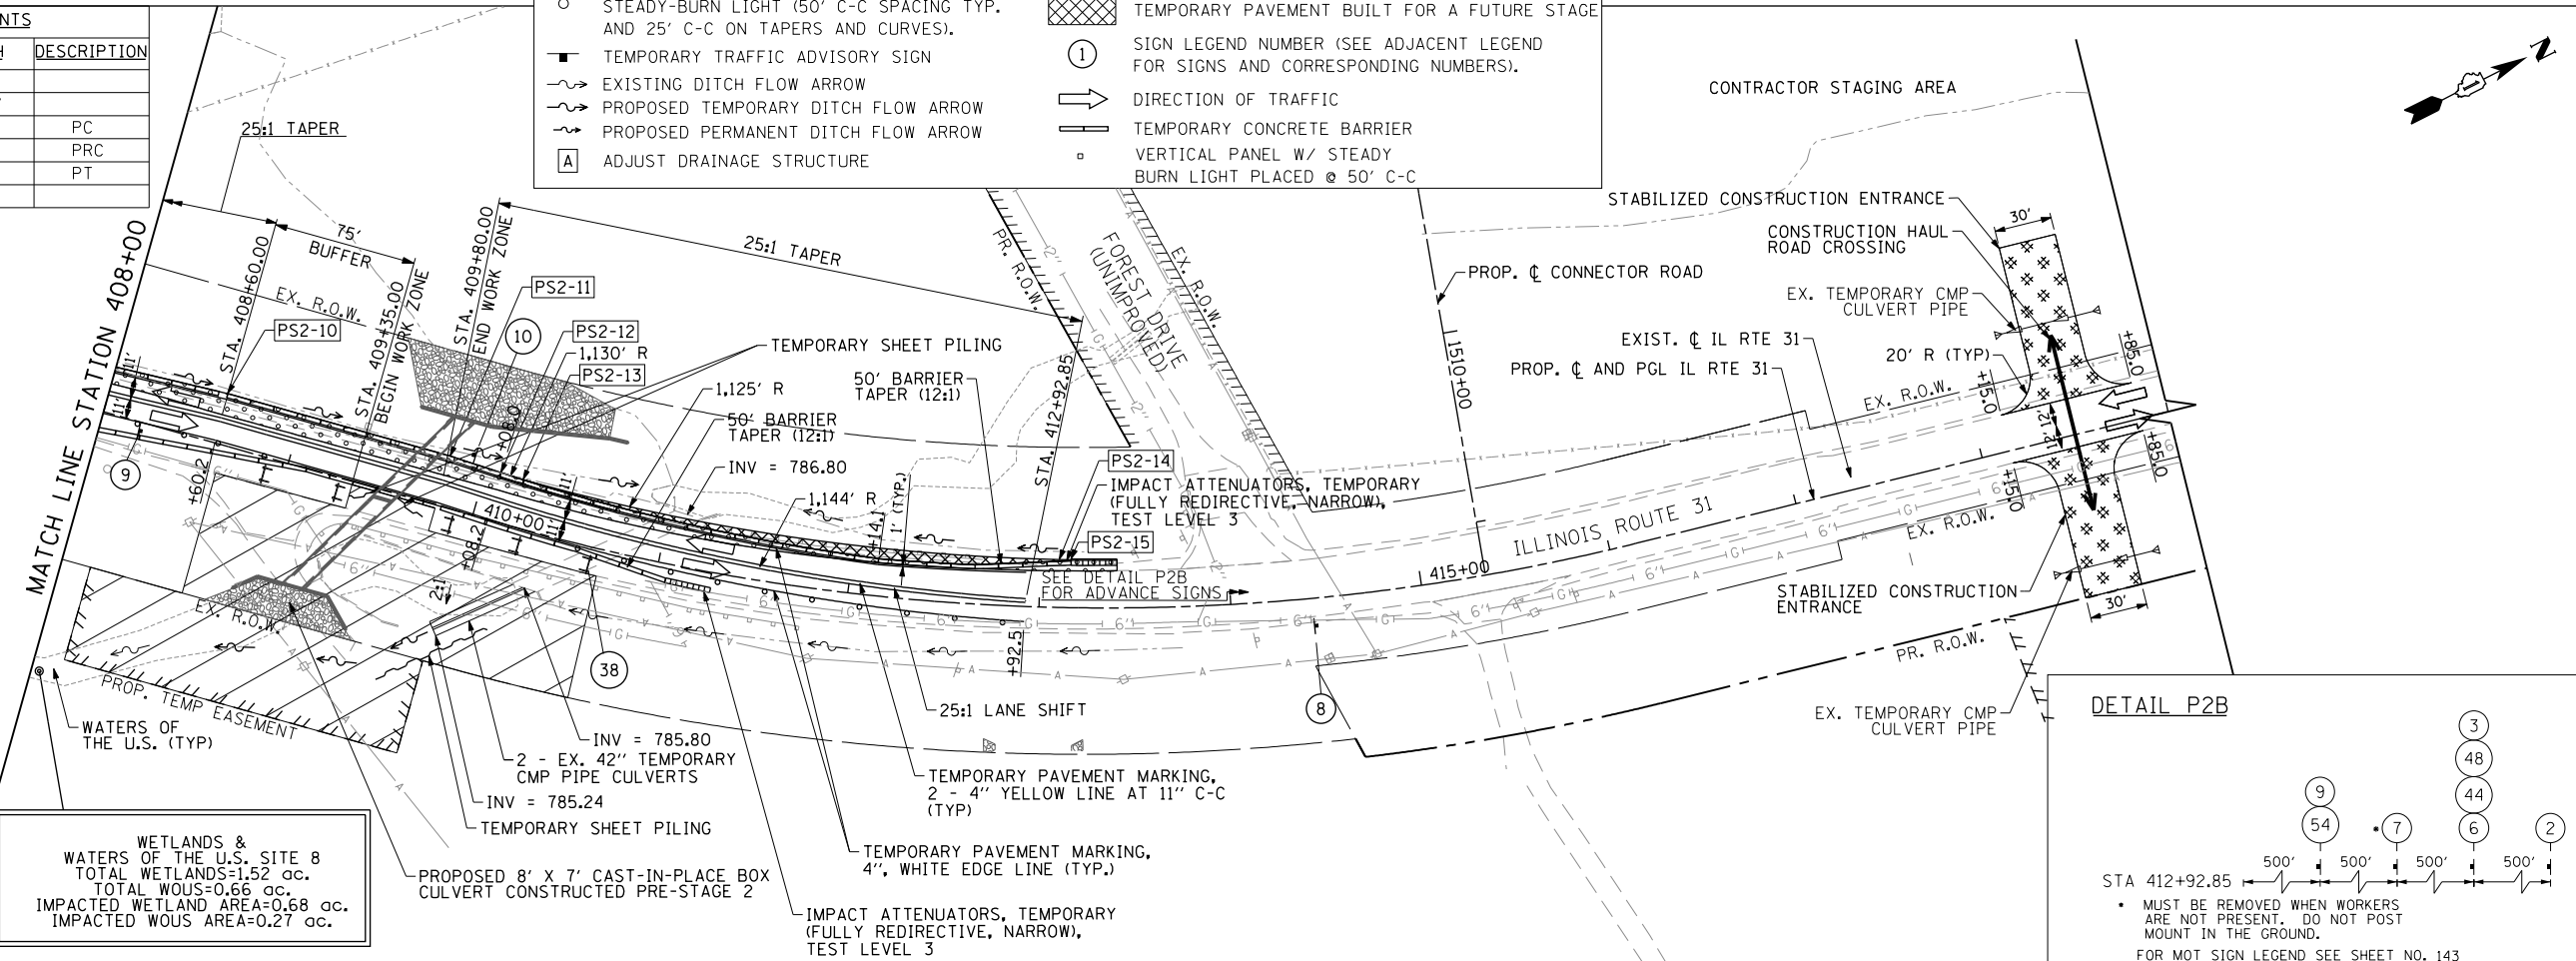 NTS
H DESCRIPTION
PC
PRC
PT
STEADY-BURN LIGHT (50' C-C SPACING TYP.
AND 25' C-C ON TAPERS AND CURVES).
TEMPORARY TRAFFIC ADVISORY SIGN
EXISTING DITCH FLOW ARROW
PROPOSED TEMPORARY DITCH FLOW ARROW
PROPOSED PERMANENT DITCH FLOW ARROW
A ADJUST DRAINAGE STRUCTURE
TEMPORARY PAVEMENT BUILT FOR A FUTURE STAGE
1 SIGN LEGEND NUMBER (SEE ADJACENT LEGEND
FOR SIGNS AND CORRESPONDING NUMBERS).
DIRECTION OF TRAFFIC
TEMPORARY CONCRETE BARRIER
VERTICAL PANEL W/ STEADY
BURN LIGHT PLACED @ 50' C-C
N
CONTRACTOR STAGING AREA
MATCH LINE STATION 408+00
25:1 TAPER
75'
BUFFER
EX. R.O.W.
STA. 408+60.00
PS2-10
STA. 409+35.00
BEGIN WORK ZONE
STA. 409+80.00
END WORK ZONE
25:1 TAPER
PS2-11
10
PS2-12
1,130' R
PS2-13
TEMPORARY SHEET PILING
1,125' R
50' BARRIER
TAPER (12:1)
INV = 786.80
1,144' R
50' BARRIER
TAPER (12:1)
STA. 412+92.85
+14.1
1' (TYP.)
11'
11'
9
+60.2
+08.0
11'
11'
410+00
+08.2
2:1
PR. R.O.W.
FOREST DRIVE
(UNIMPROVED)
EX. R.O.W.
PS2-14
IMPACT ATTENUATORS, TEMPORARY
(FULLY REDIRECTIVE, NARROW),
TEST LEVEL 3
PS2-15
SEE DETAIL P2B
FOR ADVANCE SIGNS
+92.5
PROP. ℄ CONNECTOR ROAD
1510+00
415+00
ILLINOIS ROUTE 31
EXIST. ℄ IL RTE 31
PROP. ℄ AND PGL IL RTE 31
STABILIZED CONSTRUCTION ENTRANCE
CONSTRUCTION HAUL
ROAD CROSSING
EX. TEMPORARY CMP
CULVERT PIPE
20' R (TYP)
30'
+85.0
+15.0
EX. R.O.W.
12'
12'
+15.0
+85.0
EX. R.O.W.
STABILIZED CONSTRUCTION
ENTRANCE
30'
PR. R.O.W.
EX. TEMPORARY CMP
CULVERT PIPE
8
38
EX. R.O.W.
PROP. TEMP EASEMENT
WATERS OF
THE U.S. (TYP)
25:1 LANE SHIFT
INV = 785.80
2 - EX. 42'' TEMPORARY
CMP PIPE CULVERTS
INV = 785.24
TEMPORARY SHEET PILING
PROPOSED 8' X 7' CAST-IN-PLACE BOX
CULVERT CONSTRUCTED PRE-STAGE 2
TEMPORARY PAVEMENT MARKING,
2 - 4'' YELLOW LINE AT 11'' C-C
(TYP)
TEMPORARY PAVEMENT MARKING,
4'', WHITE EDGE LINE (TYP.)
IMPACT ATTENUATORS, TEMPORARY
(FULLY REDIRECTIVE, NARROW),
TEST LEVEL 3
WETLANDS &
WATERS OF THE U.S. SITE 8
TOTAL WETLANDS=1.52 ac.
TOTAL WOUS=0.66 ac.
IMPACTED WETLAND AREA=0.68 ac.
IMPACTED WOUS AREA=0.27 ac.
DETAIL P2B
3
48
9 44
54 * 7 6 2
500' 500' 500' 500'
STA 412+92.85
* MUST BE REMOVED WHEN WORKERS
ARE NOT PRESENT. DO NOT POST
MOUNT IN THE GROUND.
FOR MOT SIGN LEGEND SEE SHEET NO. 143